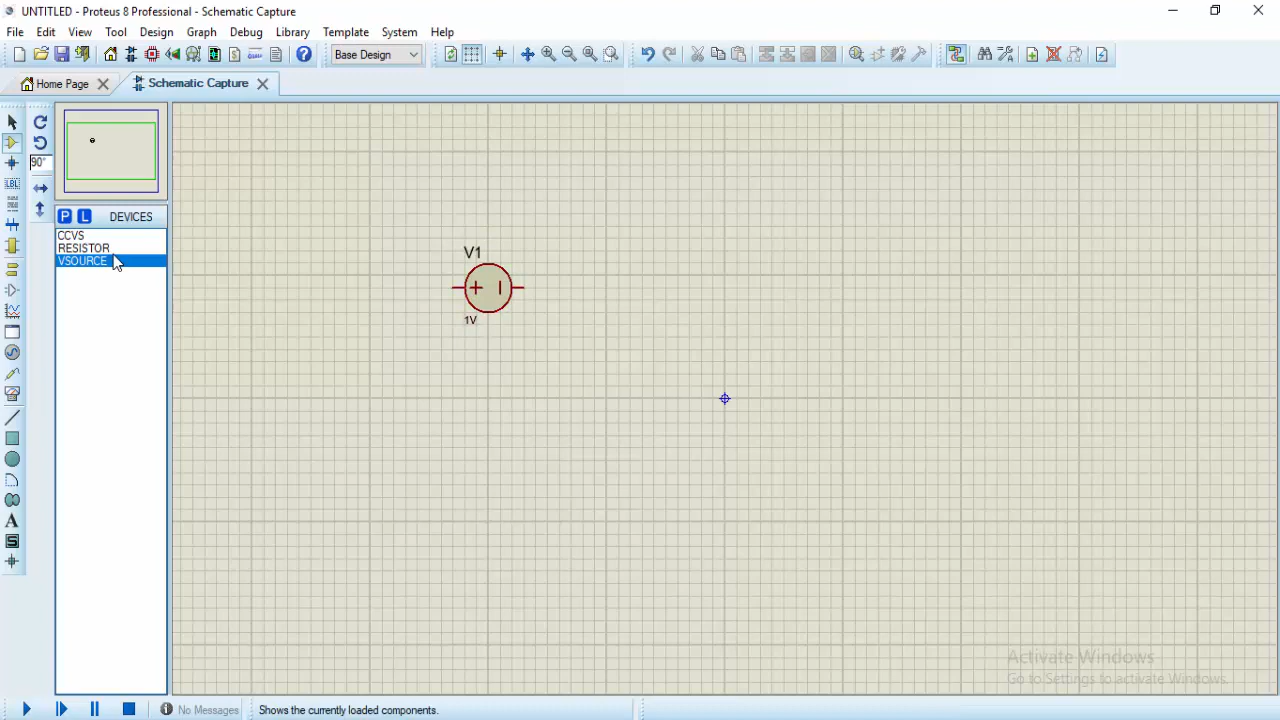 UNTITLED - Proteus 8 Professional - Schematic Capture
File Edit View Tool Design Graph Debug Library Template System Help
Base Design
Home Page Schematic Capture
LBL
90°
P L DEVICES
CCVS
RESISTOR
VSOURCE
V1
1V
A
S
Activate Windows
Go to Settings to activate Windows.
No Messages Shows the currently loaded components.